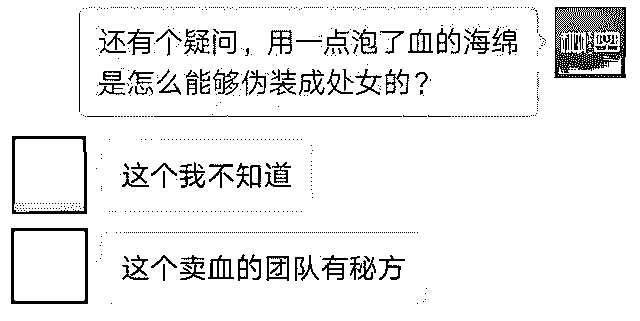 还有个疑问，用一点泡了血的海绵
是怎么能够伪装成处女的？
这个我不知道
这个卖血的团队有秘方